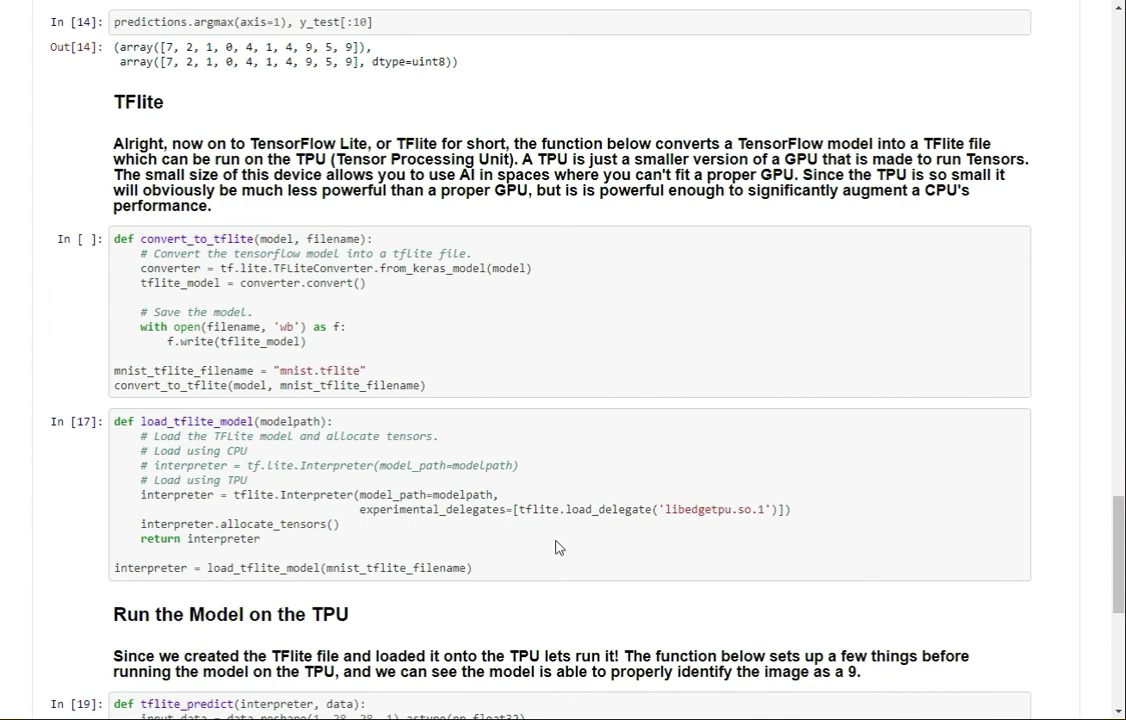 In [14]: predictions.argmax(axis=1), y_test[:10]
Out[14]: (array([7, 2, 1, 0, 4, 1, 4, 9, 5, 9]),
array([7, 2, 1, 0, 4, 1, 4, 9, 5, 9], dtype=uint8))
TFlite
Alright, now on to TensorFlow Lite, or TFlite for short, the function below converts a TensorFlow model into a TFlite file
which can be run on the TPU (Tensor Processing Unit). A TPU is just a smaller version of a GPU that is made to run Tensors.
The small size of this device allows you to use AI in spaces where you can't fit a proper GPU. Since the TPU is so small it
will obviously be much less powerful than a proper GPU, but is is powerful enough to significantly augment a CPU's
performance.
In [ ]: def convert_to_tflite(model, filename):
# Convert the tensorflow model into a tflite file.
converter = tf.lite.TFLiteConverter.from_keras_model(model)
tflite_model = converter.convert()
# Save the model.
with open(filename, 'wb') as f:
f.write(tflite_model)
mnist_tflite_filename = "mnist.tflite"
convert_to_tflite(model, mnist_tflite_filename)
In [17]: def load_tflite_model(modelpath):
# Load the TFLite model and allocate tensors.
# Load using CPU
# interpreter = tf.lite.Interpreter(model_path=modelpath)
# Load using TPU
interpreter = tflite.Interpreter(model_path=modelpath,
experimental_delegates=[tflite.load_delegate('libedgetpu.so.1')])
interpreter.allocate_tensors()
return interpreter
interpreter = load_tflite_model(mnist_tflite_filename)
Run the Model on the TPU
Since we created the TFlite file and loaded it onto the TPU lets run it! The function below sets up a few things before
running the model on the TPU, and we can see the model is able to properly identify the image as a 9.
In [19]: def tflite_predict(interpreter, data):
input_data = data.reshape(1, 28, 28, 1).astype(np.float32)